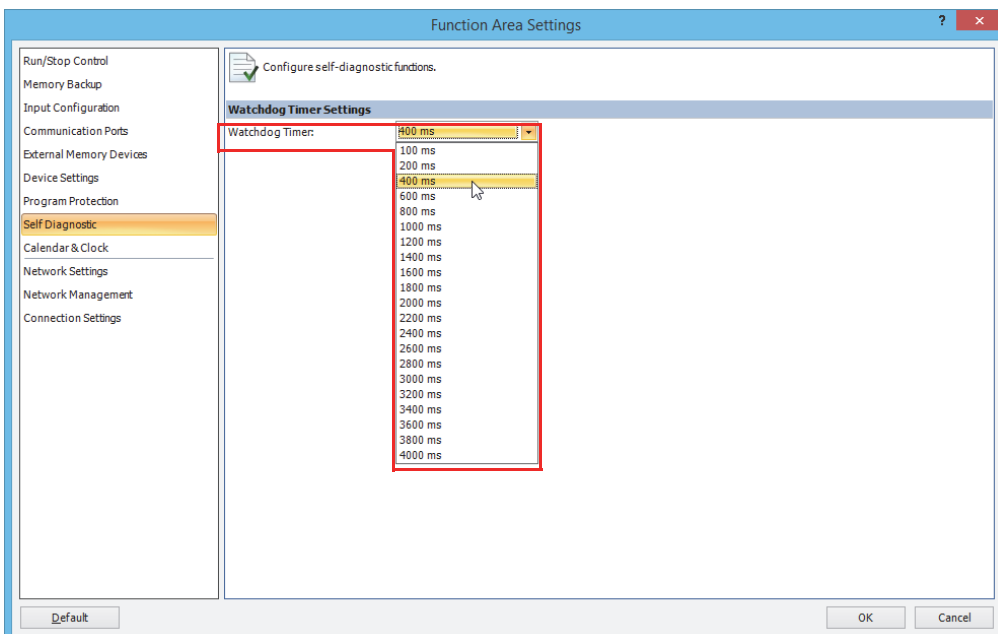 Function Area Settings
?
Run/Stop Control
Memory Backup
Input Configuration
Communication Ports
External Memory Devices
Device Settings
Program Protection
Self Diagnostic
Calendar & Clock
Network Settings
Network Management
Connection Settings
Configure self-diagnostic functions.
Watchdog Timer Settings
Watchdog Timer: 400 ms
100 ms
200 ms
400 ms
600 ms
800 ms
1000 ms
1200 ms
1400 ms
1600 ms
1800 ms
2000 ms
2200 ms
2400 ms
2600 ms
2800 ms
3000 ms
3200 ms
3400 ms
3600 ms
3800 ms
4000 ms
Default OK Cancel